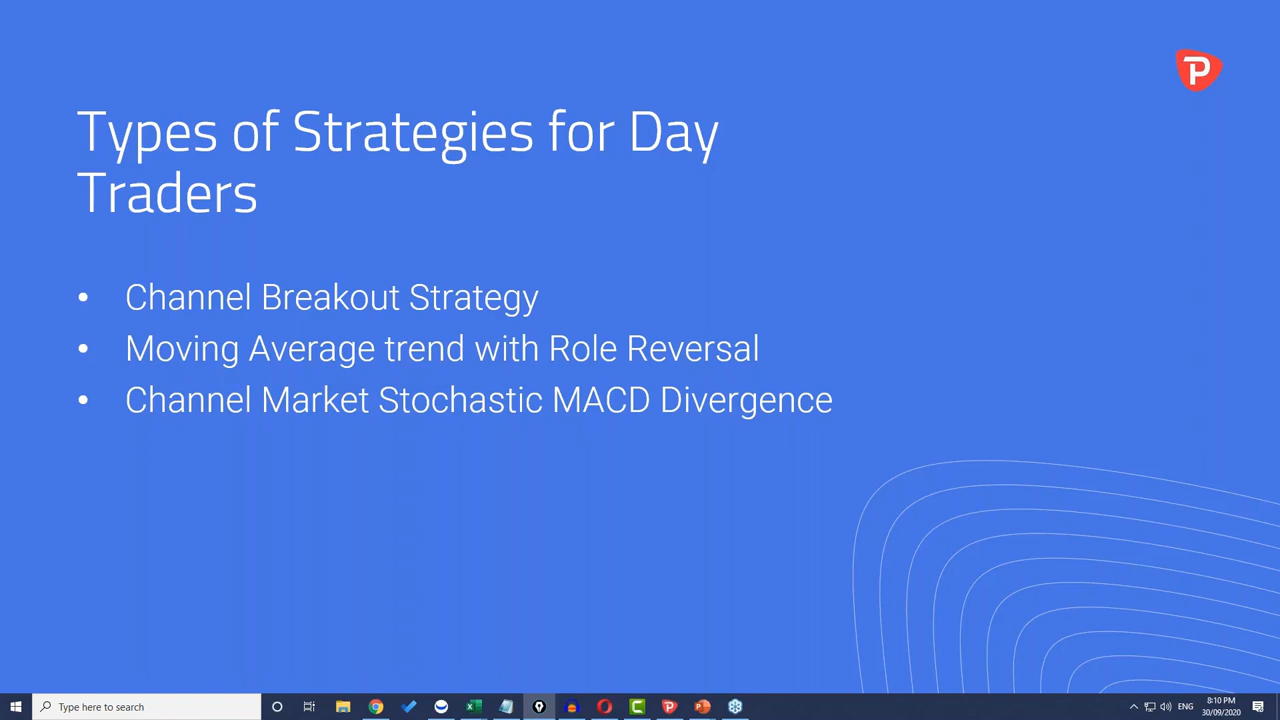 P
Types of Strategies for Day
Traders
• Channel Breakout Strategy
• Moving Average trend with Role Reversal
• Channel Market Stochastic MACD Divergence
Type here to search
ENG
8:10 PM
30/09/2020